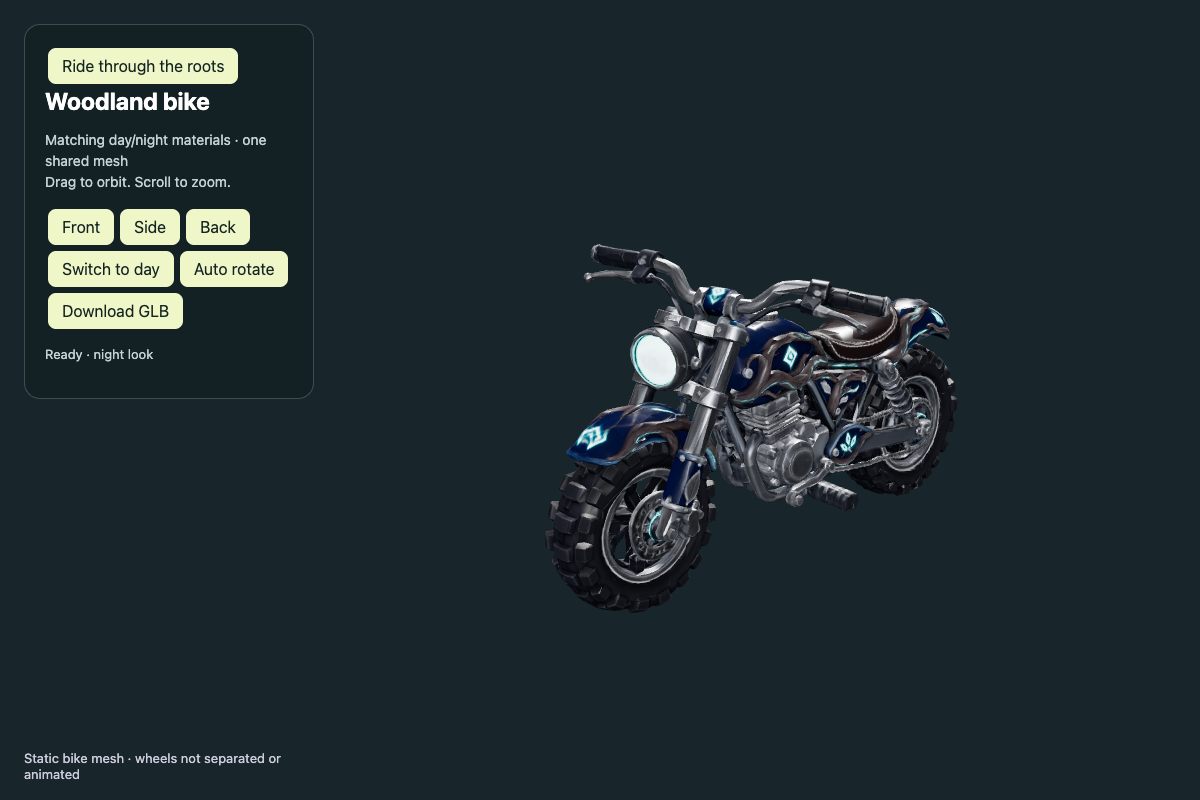 Ride through the roots
Woodland bike
Matching day/night materials · one
shared mesh
Drag to orbit. Scroll to zoom.
Front Side Back
Switch to day Auto rotate
Download GLB
Ready · night look
Static bike mesh · wheels not separated or
animated